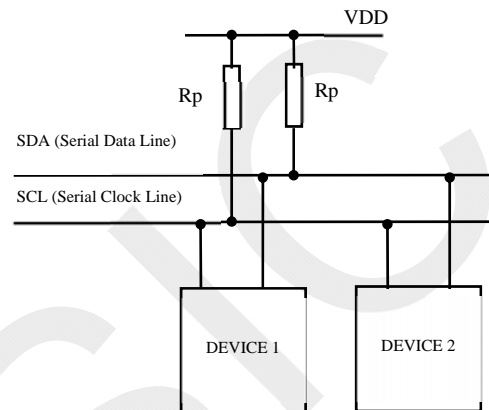 VDD
Rp
Rp
SDA (Serial Data Line)
SCL (Serial Clock Line)
DEVICE 1
DEVICE 2